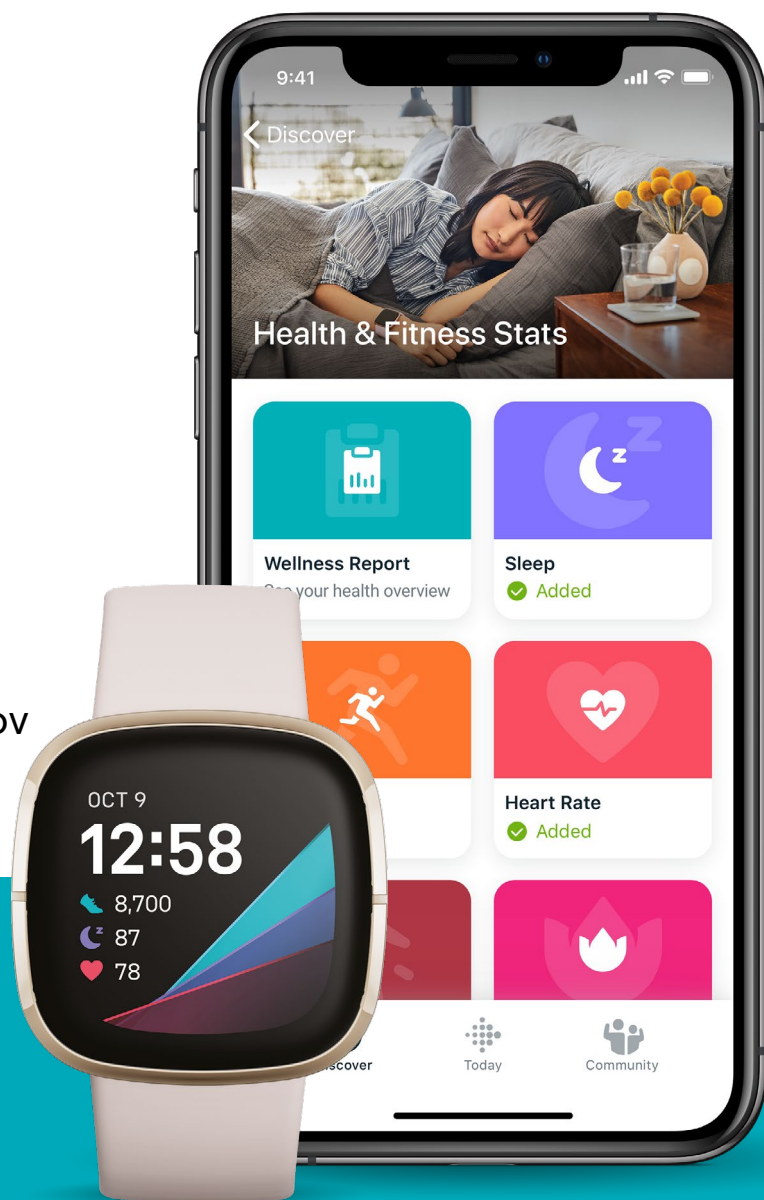 9:41
Discover
Health & Fitness Stats
Wellness Report
your health overview
Sleep
Added
Heart Rate
Added
OCT 9
12:58
8,700
87
78
Today
Community